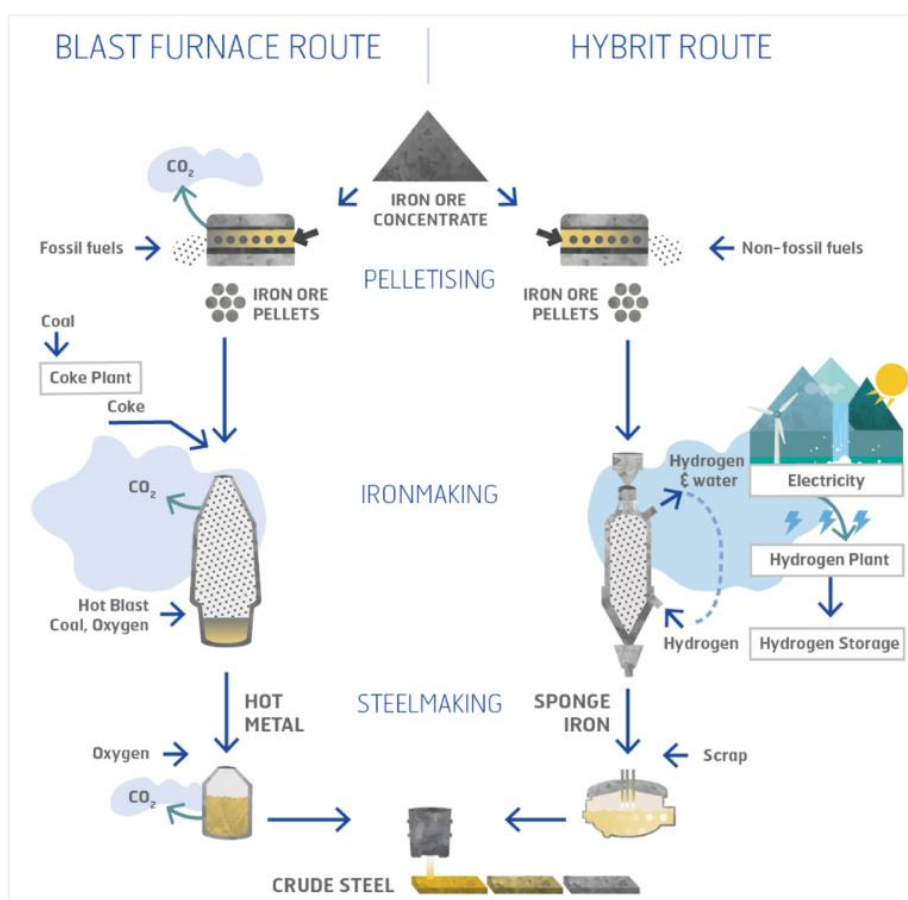 BLAST FURNACE ROUTE
HYBRIT ROUTE
CO₂
IRON ORE
CONCENTRATE
Fossil fuels
Non-fossil fuels
PELLETISING
IRON ORE
PELLETS
IRON ORE
PELLETS
Coal
Coke Plant
Coke
CO₂
IRONMAKING
Hydrogen
& water
Electricity
Hydrogen Plant
Hot Blast
Coal, Oxygen
Hydrogen
Hydrogen Storage
HOT
METAL
STEELMAKING
SPONGE
IRON
Oxygen
Scrap
CO₂
CRUDE STEEL